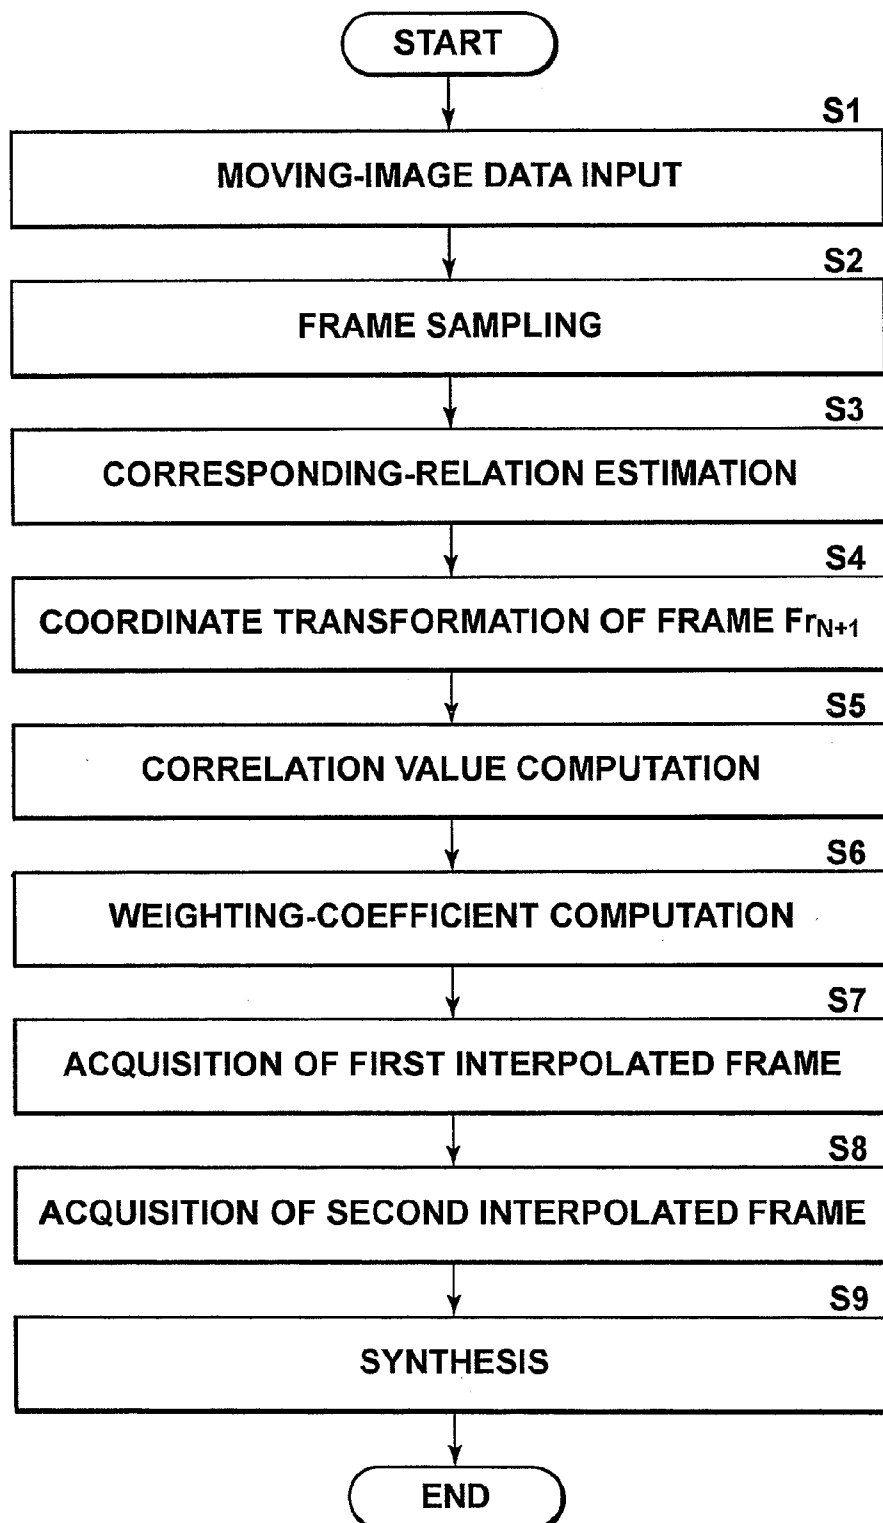 START
S1
MOVING-IMAGE DATA INPUT
S2
FRAME SAMPLING
S3
CORRESPONDING-RELATION ESTIMATION
S4
COORDINATE TRANSFORMATION OF FRAME FrN+1
S5
CORRELATION VALUE COMPUTATION
S6
WEIGHTING-COEFFICIENT COMPUTATION
S7
ACQUISITION OF FIRST INTERPOLATED FRAME
S8
ACQUISITION OF SECOND INTERPOLATED FRAME
S9
SYNTHESIS
END